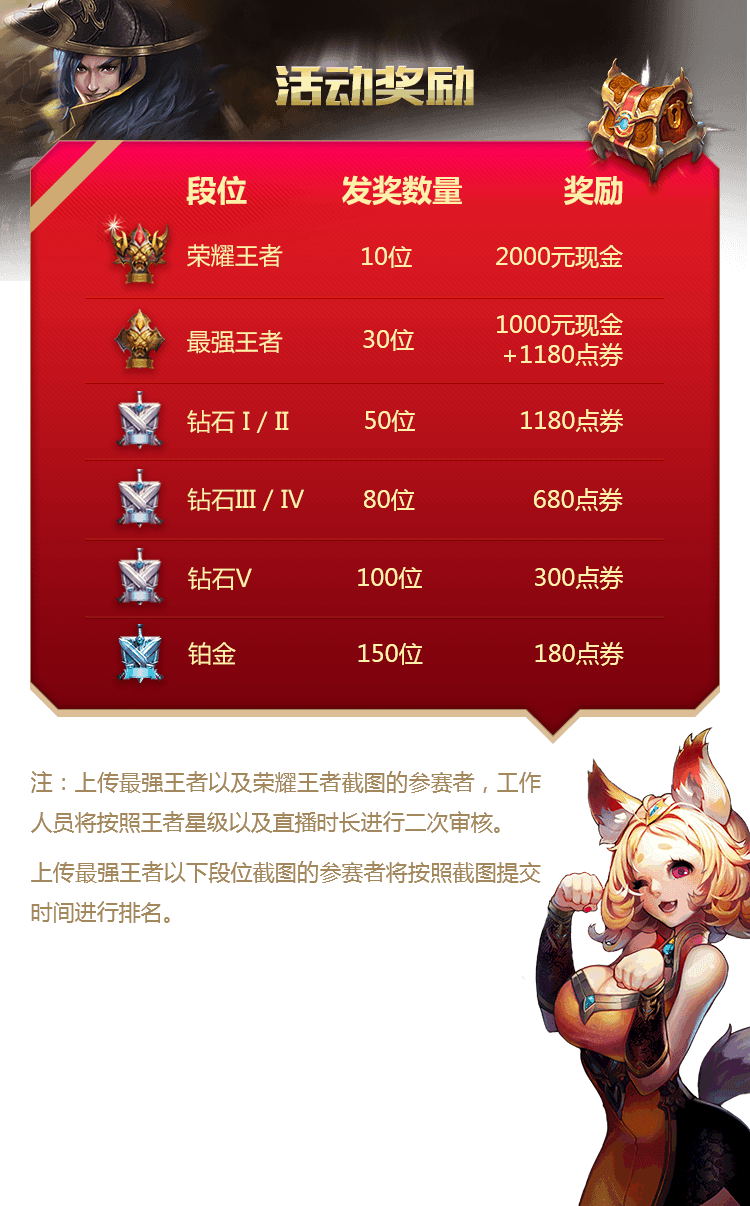 活动奖励
段位 发奖数量 奖励
荣耀王者 10位 2000元现金
最强王者 30位 1000元现金
+1180点券
钻石 I / II 50位 1180点券
钻石III / IV 80位 680点券
钻石V 100位 300点券
铂金 150位 180点券
注：上传最强王者以及荣耀王者截图的参赛者，工作
人员将按照王者星级以及直播时长进行二次审核。
上传最强王者以下段位截图的参赛者将按照截图提交
时间进行排名。